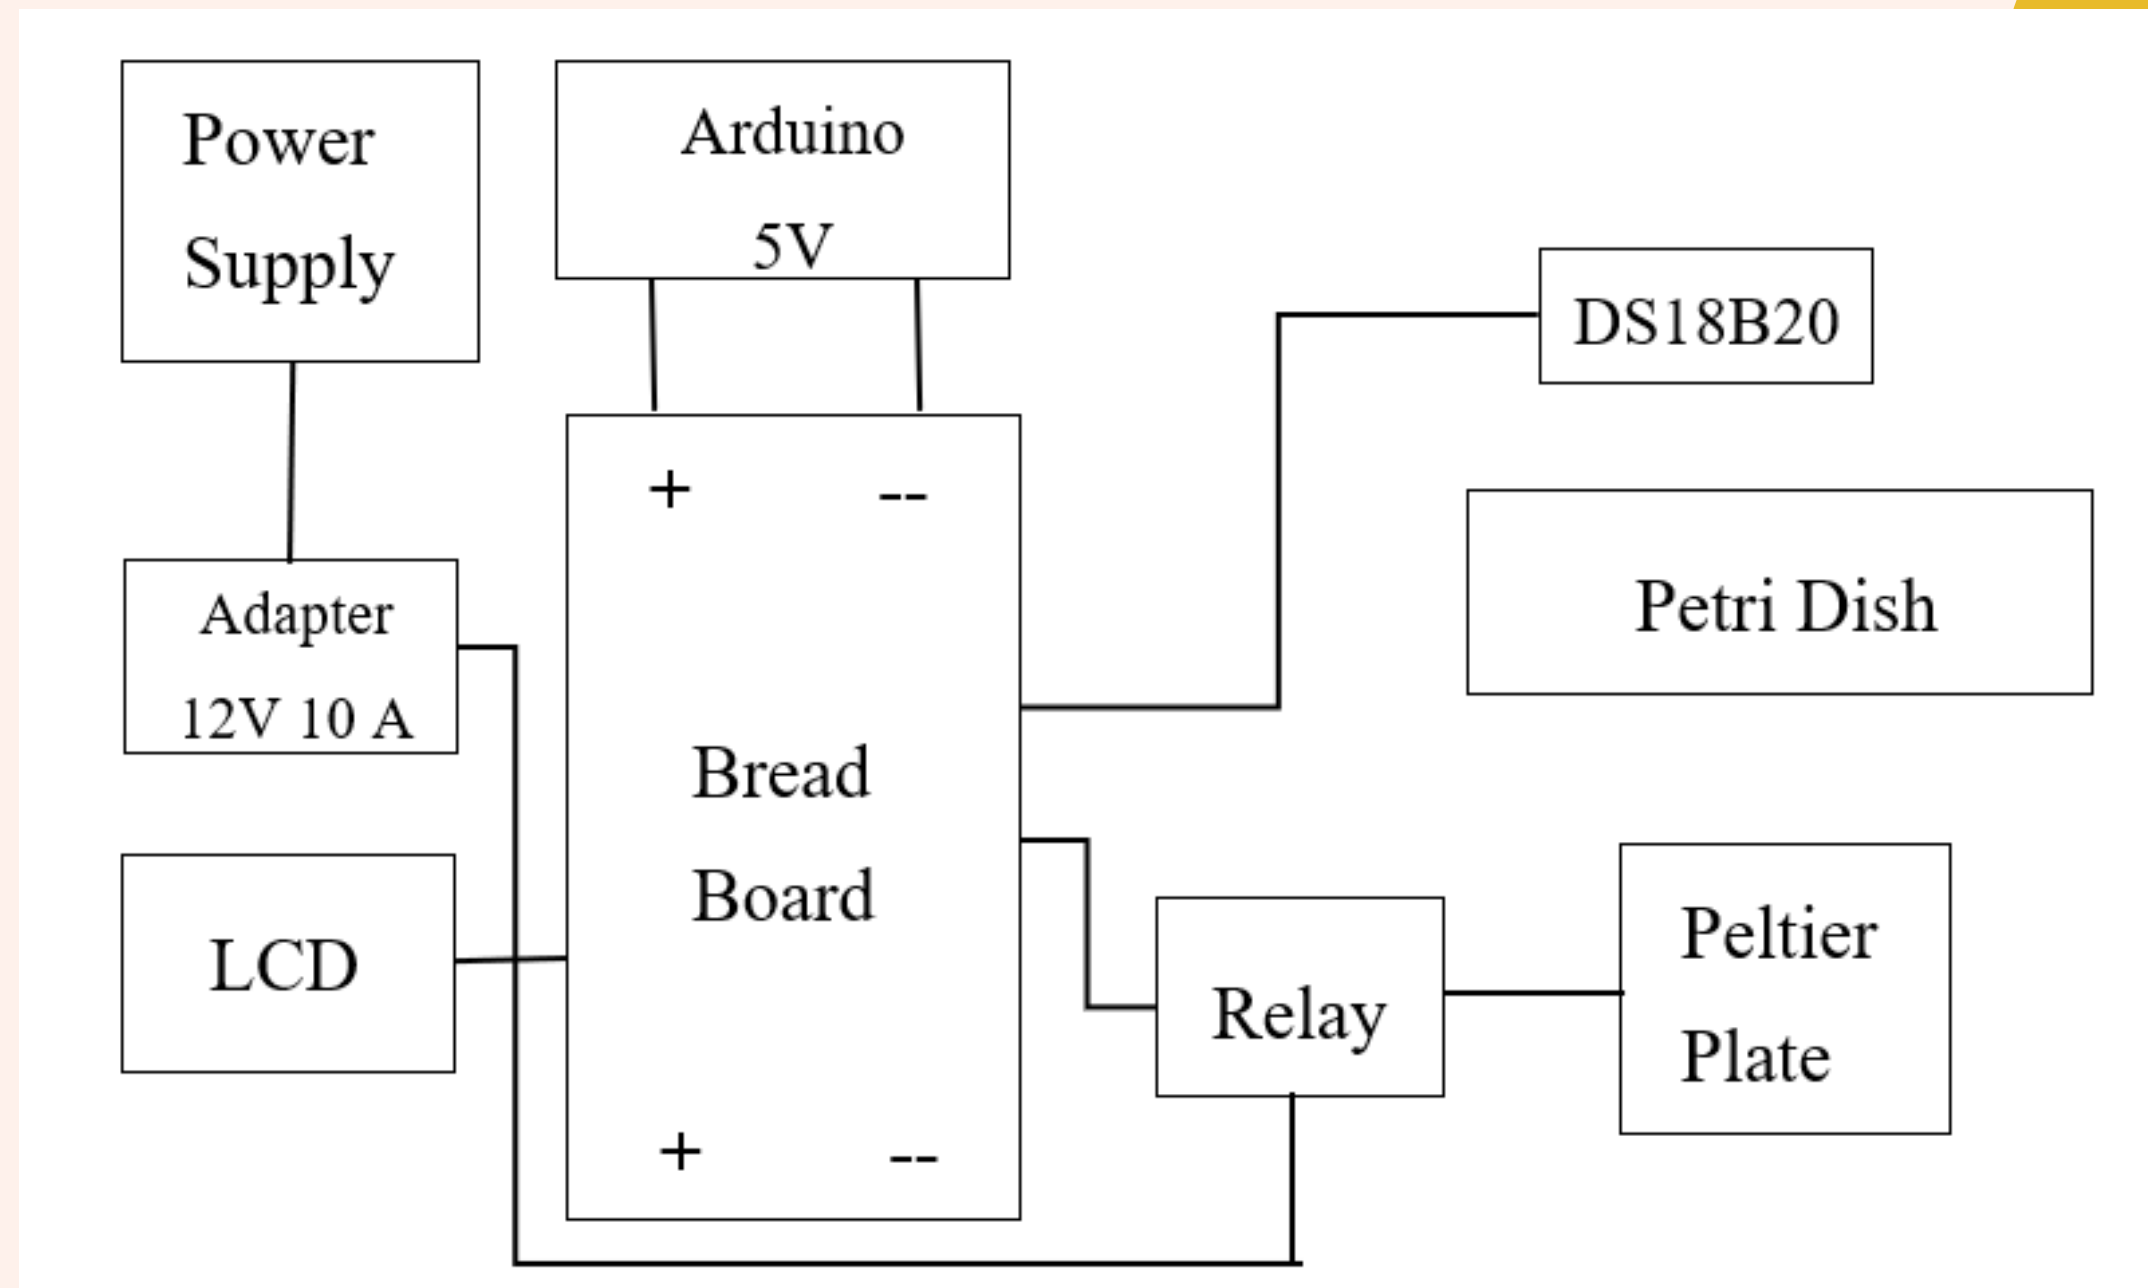 Power
Supply
Arduino
5V
DS18B20
+ --
Petri Dish
Adapter
12V 10 A
Bread
Board
LCD
Relay
Peltier
Plate
+ --